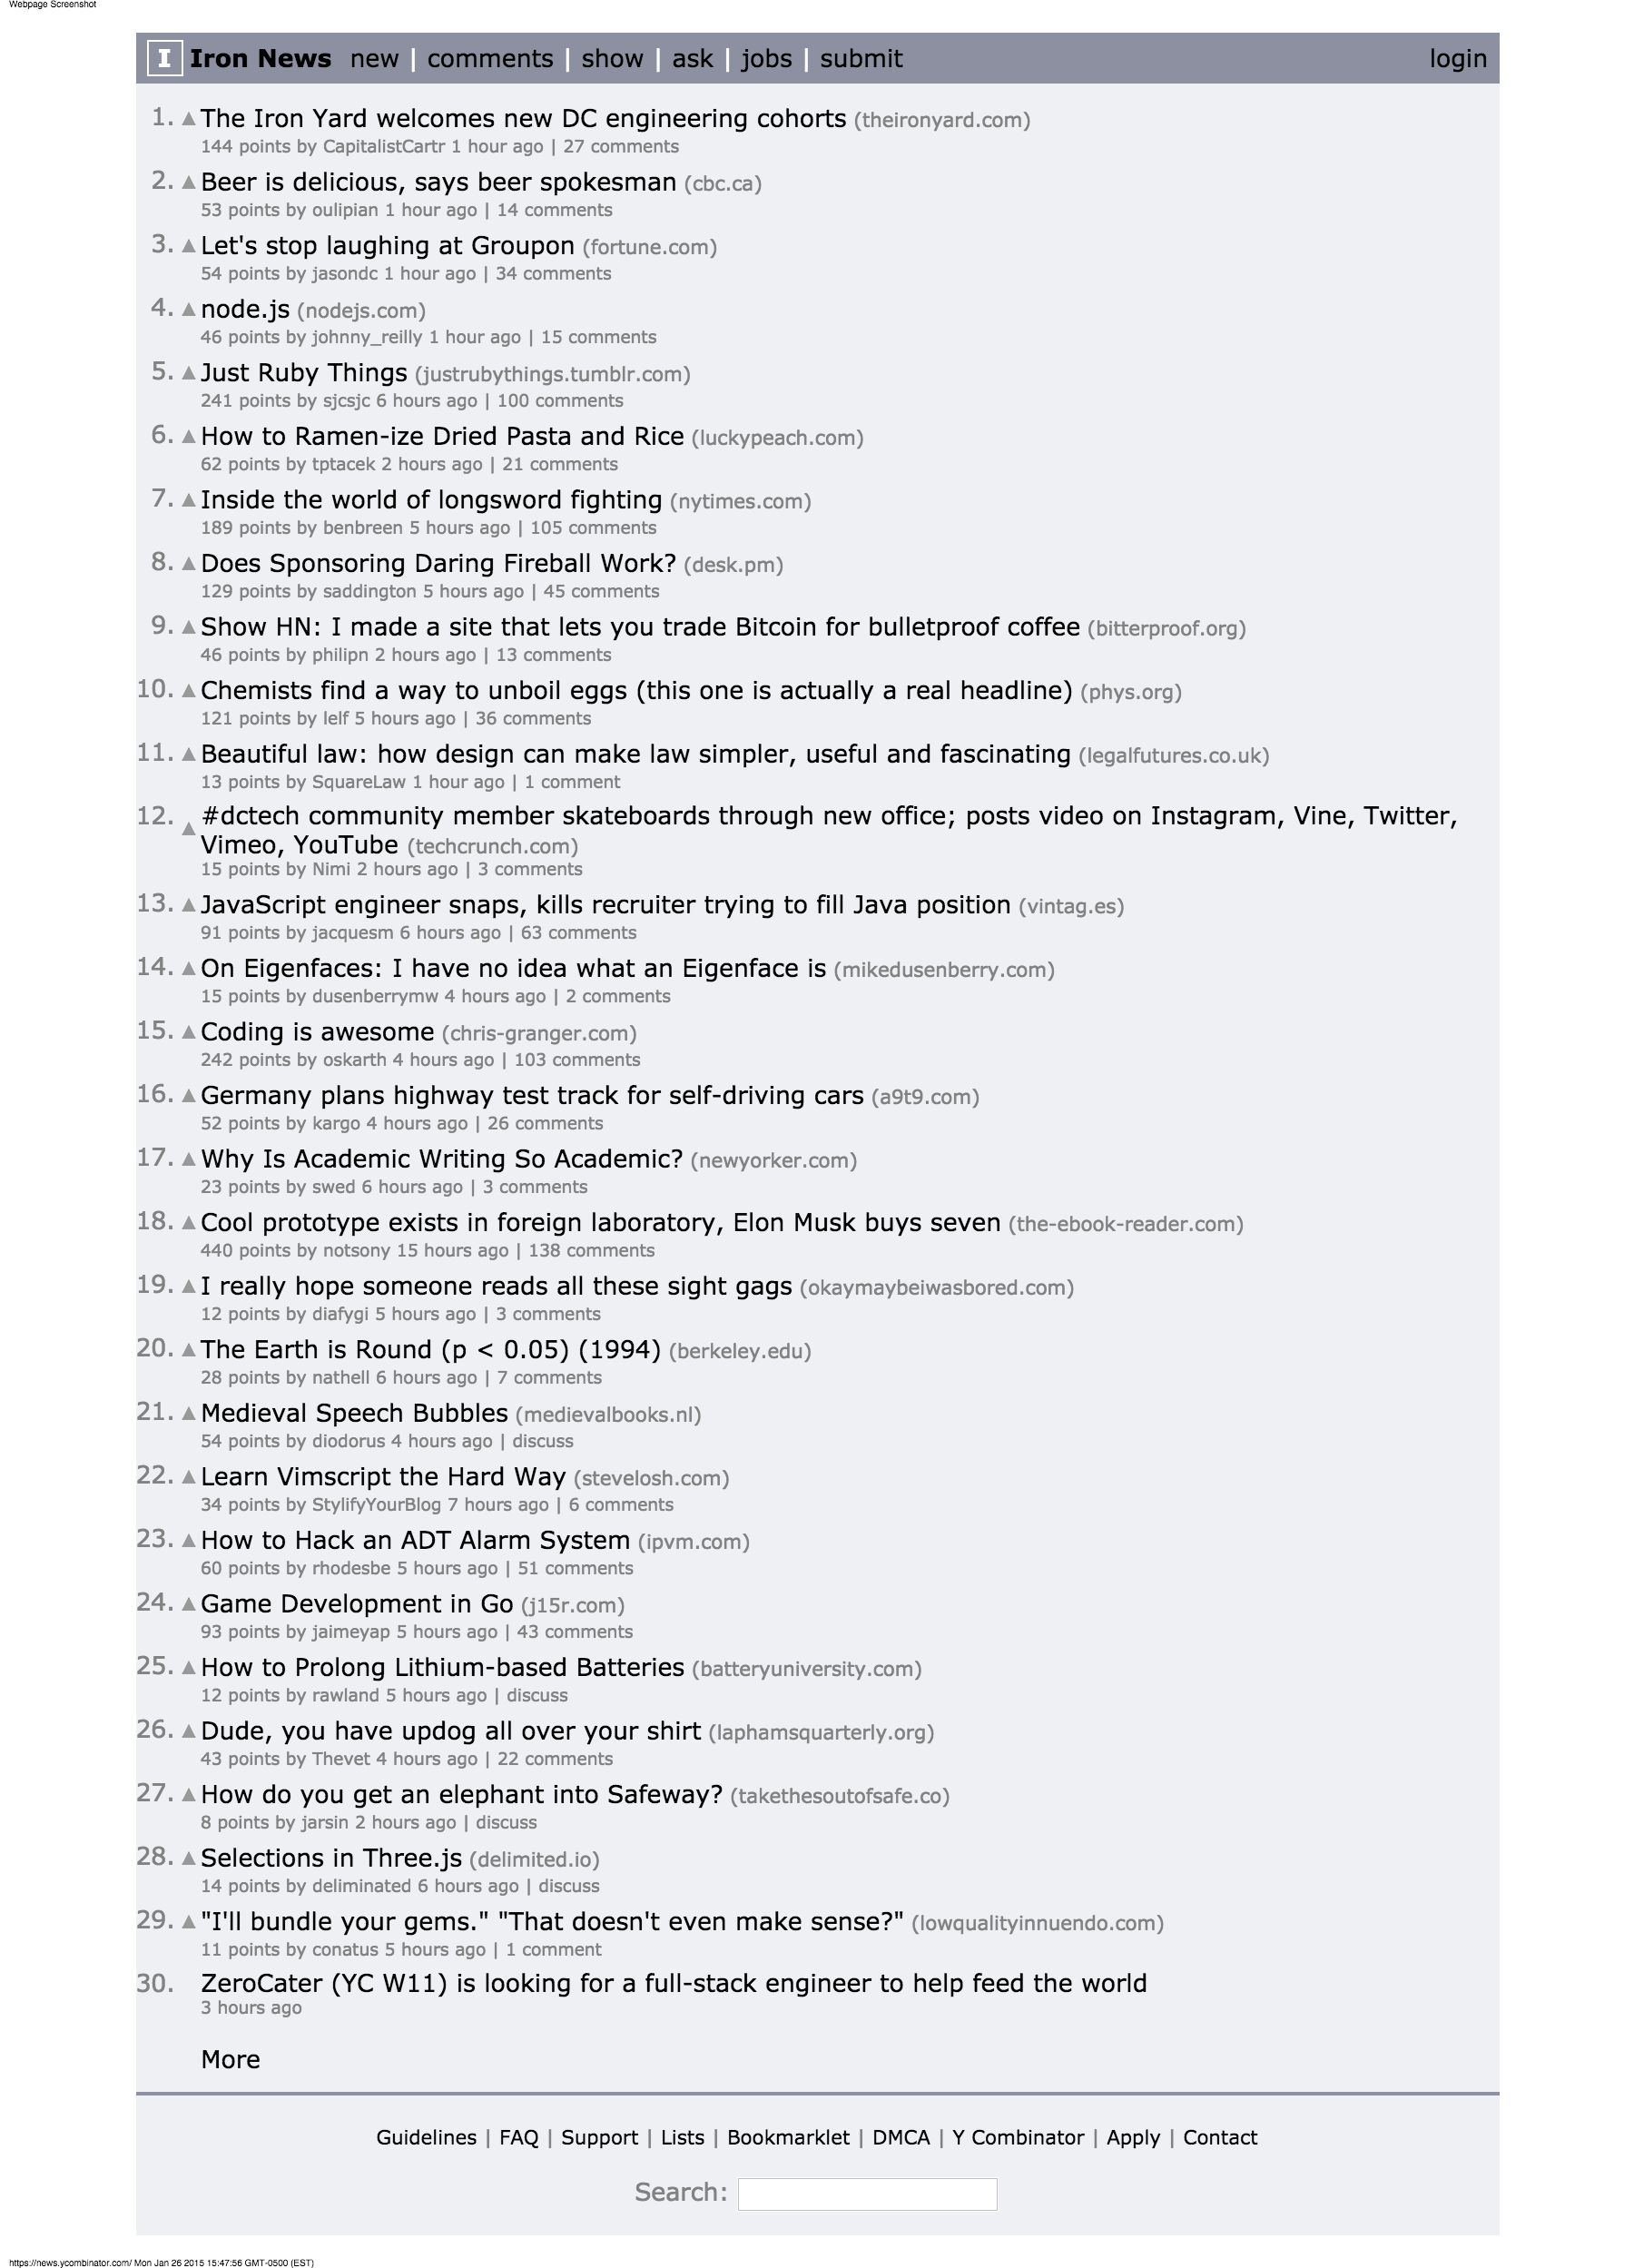 Webpage Screenshot
I Iron News new | comments | show | ask | jobs | submit login
1. ▲ The Iron Yard welcomes new DC engineering cohorts (theironyard.com)
144 points by CapitalistCartr 1 hour ago | 27 comments
2. ▲ Beer is delicious, says beer spokesman (cbc.ca)
53 points by oulipian 1 hour ago | 14 comments
3. ▲ Let's stop laughing at Groupon (fortune.com)
54 points by jasondc 1 hour ago | 34 comments
4. ▲ node.js (nodejs.com)
46 points by johnny_reilly 1 hour ago | 15 comments
5. ▲ Just Ruby Things (justrubythings.tumblr.com)
241 points by sjcsjc 6 hours ago | 100 comments
6. ▲ How to Ramen-ize Dried Pasta and Rice (luckypeach.com)
62 points by tptacek 2 hours ago | 21 comments
7. ▲ Inside the world of longsword fighting (nytimes.com)
189 points by benbreen 5 hours ago | 105 comments
8. ▲ Does Sponsoring Daring Fireball Work? (desk.pm)
129 points by saddington 5 hours ago | 45 comments
9. ▲ Show HN: I made a site that lets you trade Bitcoin for bulletproof coffee (bitterproof.org)
46 points by philipn 2 hours ago | 13 comments
10. ▲ Chemists find a way to unboil eggs (this one is actually a real headline) (phys.org)
121 points by lelf 5 hours ago | 36 comments
11. ▲ Beautiful law: how design can make law simpler, useful and fascinating (legalfutures.co.uk)
13 points by SquareLaw 1 hour ago | 1 comment
12. ▲ #dctech community member skateboards through new office; posts video on Instagram, Vine, Twitter,
Vimeo, YouTube (techcrunch.com)
15 points by Nimi 2 hours ago | 3 comments
13. ▲ JavaScript engineer snaps, kills recruiter trying to fill Java position (vintag.es)
91 points by jacquesm 6 hours ago | 63 comments
14. ▲ On Eigenfaces: I have no idea what an Eigenface is (mikedusenberry.com)
15 points by dusenberrymw 4 hours ago | 2 comments
15. ▲ Coding is awesome (chris-granger.com)
242 points by oskarth 4 hours ago | 103 comments
16. ▲ Germany plans highway test track for self-driving cars (a9t9.com)
52 points by kargo 4 hours ago | 26 comments
17. ▲ Why Is Academic Writing So Academic? (newyorker.com)
23 points by swed 6 hours ago | 3 comments
18. ▲ Cool prototype exists in foreign laboratory, Elon Musk buys seven (the-ebook-reader.com)
440 points by notsony 15 hours ago | 138 comments
19. ▲ I really hope someone reads all these sight gags (okaymaybeiwasbored.com)
12 points by diafygi 5 hours ago | 3 comments
20. ▲ The Earth is Round (p < 0.05) (1994) (berkeley.edu)
28 points by nathell 6 hours ago | 7 comments
21. ▲ Medieval Speech Bubbles (medievalbooks.nl)
54 points by diodorus 4 hours ago | discuss
22. ▲ Learn Vimscript the Hard Way (stevelosh.com)
34 points by StylifyYourBlog 7 hours ago | 6 comments
23. ▲ How to Hack an ADT Alarm System (ipvm.com)
60 points by rhodesbe 5 hours ago | 51 comments
24. ▲ Game Development in Go (j15r.com)
93 points by jaimeyap 5 hours ago | 43 comments
25. ▲ How to Prolong Lithium-based Batteries (batteryuniversity.com)
12 points by rawland 5 hours ago | discuss
26. ▲ Dude, you have updog all over your shirt (laphamsquarterly.org)
43 points by Thevet 4 hours ago | 22 comments
27. ▲ How do you get an elephant into Safeway? (takethesoutofsafe.co)
8 points by jarsin 2 hours ago | discuss
28. ▲ Selections in Three.js (delimited.io)
14 points by deliminated 6 hours ago | discuss
29. ▲ "I'll bundle your gems." "That doesn't even make sense?" (lowqualityinnuendo.com)
11 points by conatus 5 hours ago | 1 comment
30. ZeroCater (YC W11) is looking for a full-stack engineer to help feed the world
3 hours ago
More
Guidelines | FAQ | Support | Lists | Bookmarklet | DMCA | Y Combinator | Apply | Contact
Search:
https://news.ycombinator.com/ Mon Jan 26 2015 15:47:56 GMT-0500 (EST)